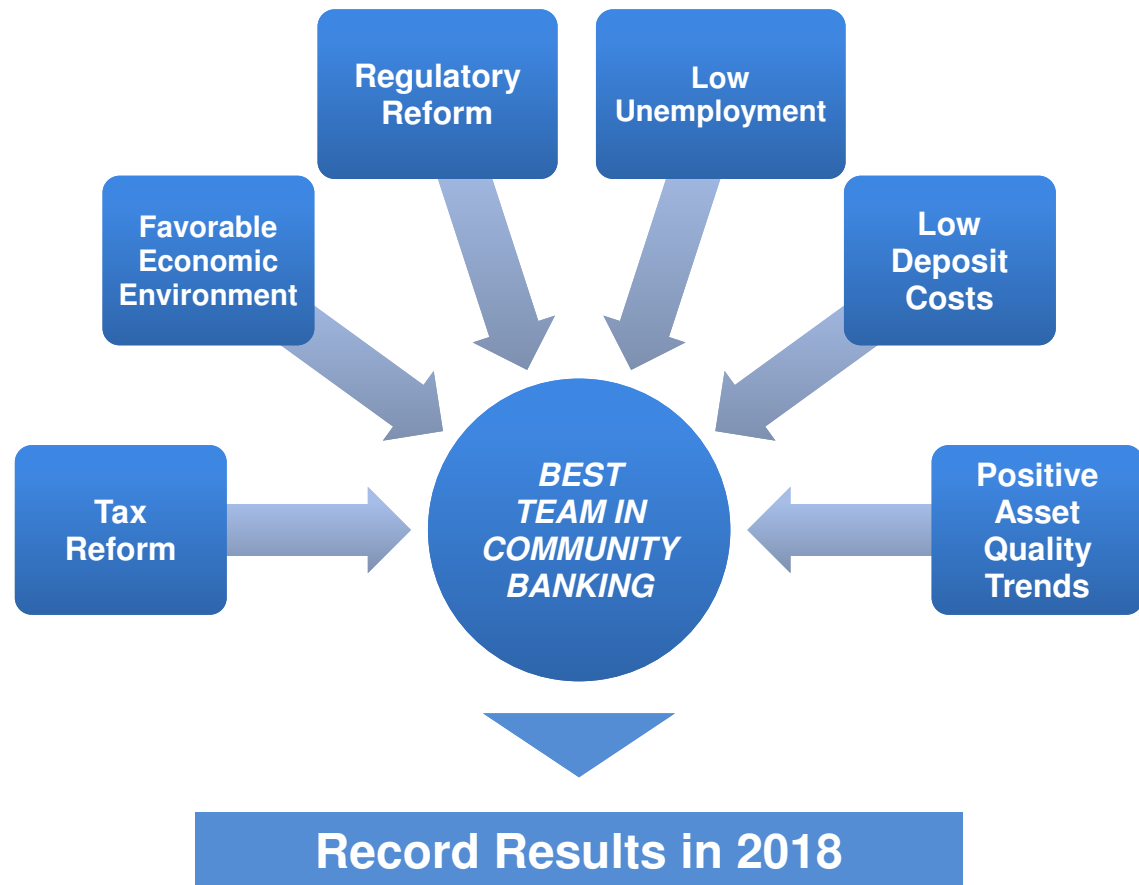 Regulatory
Reform
Low
Unemployment
Favorable
Economic
Environment
Low
Deposit
Costs
Tax
Reform
BEST
TEAM IN
COMMUNITY
BANKING
Positive
Asset
Quality
Trends
Record Results in 2018